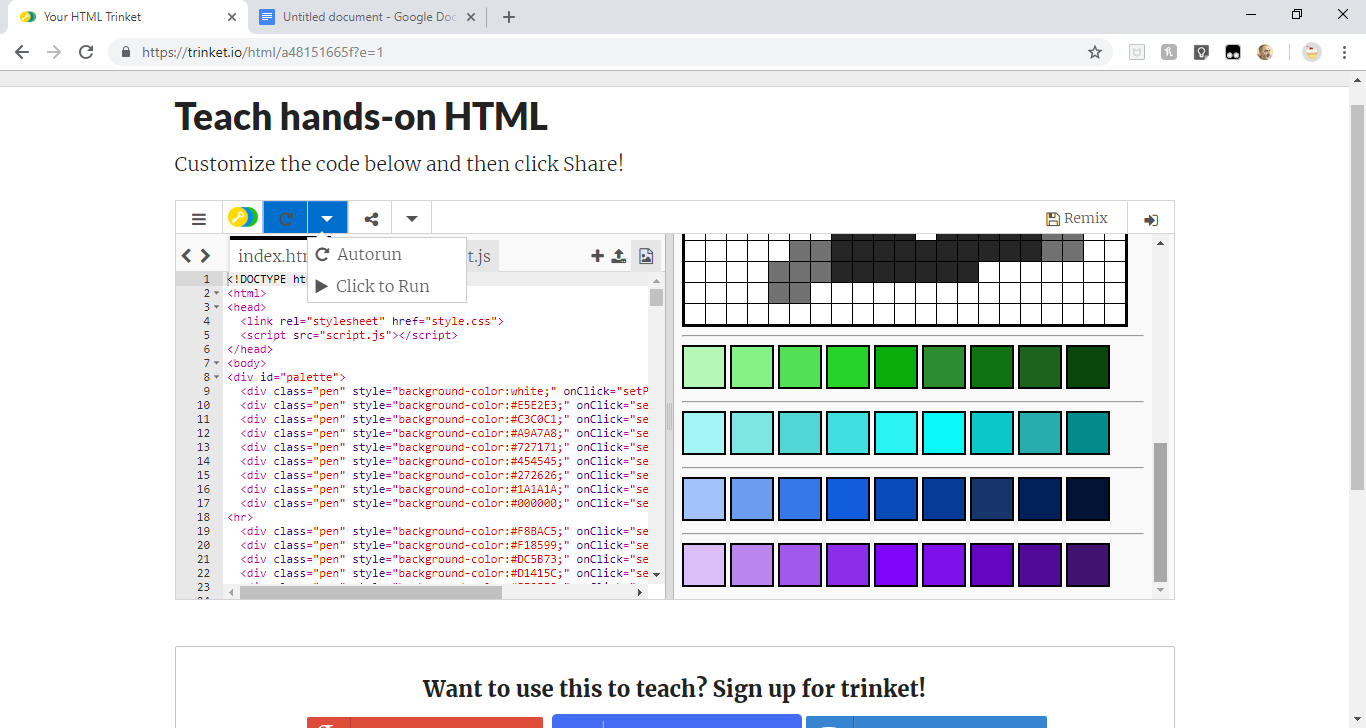 Your HTML Trinket
Untitled document - Google Doc
https://trinket.io/html/a48151665f?e=1
Teach hands-on HTML
Customize the code below and then click Share!
Remix
index.htm
t.js
Autorun
Click to Run
1 <!DOCTYPE ht
2 <html>
3 <head>
4 <link rel="stylesheet" href="style.css">
5 <script src="script.js"></script>
6 </head>
7 <body>
8 <div id="palette">
9 <div class="pen" style="background-color:white;" onClick="setP
10 <div class="pen" style="background-color:#E5E2E3;" onClick="se
11 <div class="pen" style="background-color:#C3C0C1;" onClick="se
12 <div class="pen" style="background-color:#A9A7A8;" onClick="se
13 <div class="pen" style="background-color:#727171;" onClick="se
14 <div class="pen" style="background-color:#454545;" onClick="se
15 <div class="pen" style="background-color:#272626;" onClick="se
16 <div class="pen" style="background-color:#1A1A1A;" onClick="se
17 <div class="pen" style="background-color:#000000;" onClick="se
18 <hr>
19 <div class="pen" style="background-color:#F8BAC5;" onClick="se
20 <div class="pen" style="background-color:#F18599;" onClick="se
21 <div class="pen" style="background-color:#DC5B73;" onClick="se
22 <div class="pen" style="background-color:#D1415C;" onClick="se
23
Want to use this to teach? Sign up for trinket!